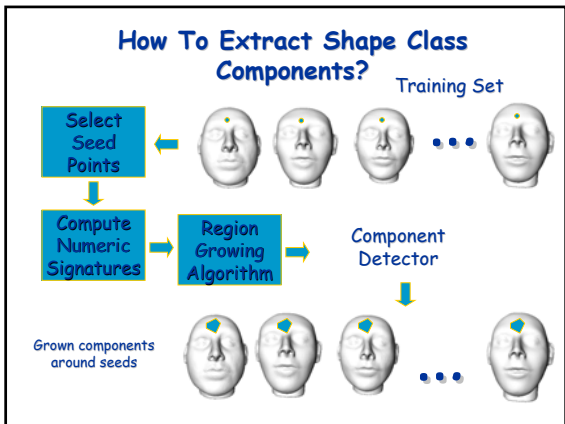 How To Extract Shape Class
Components?
Training Set
Select
Seed
Points
Compute
Numeric
Signatures
Region
Growing
Algorithm
Component
Detector
Grown components
around seeds